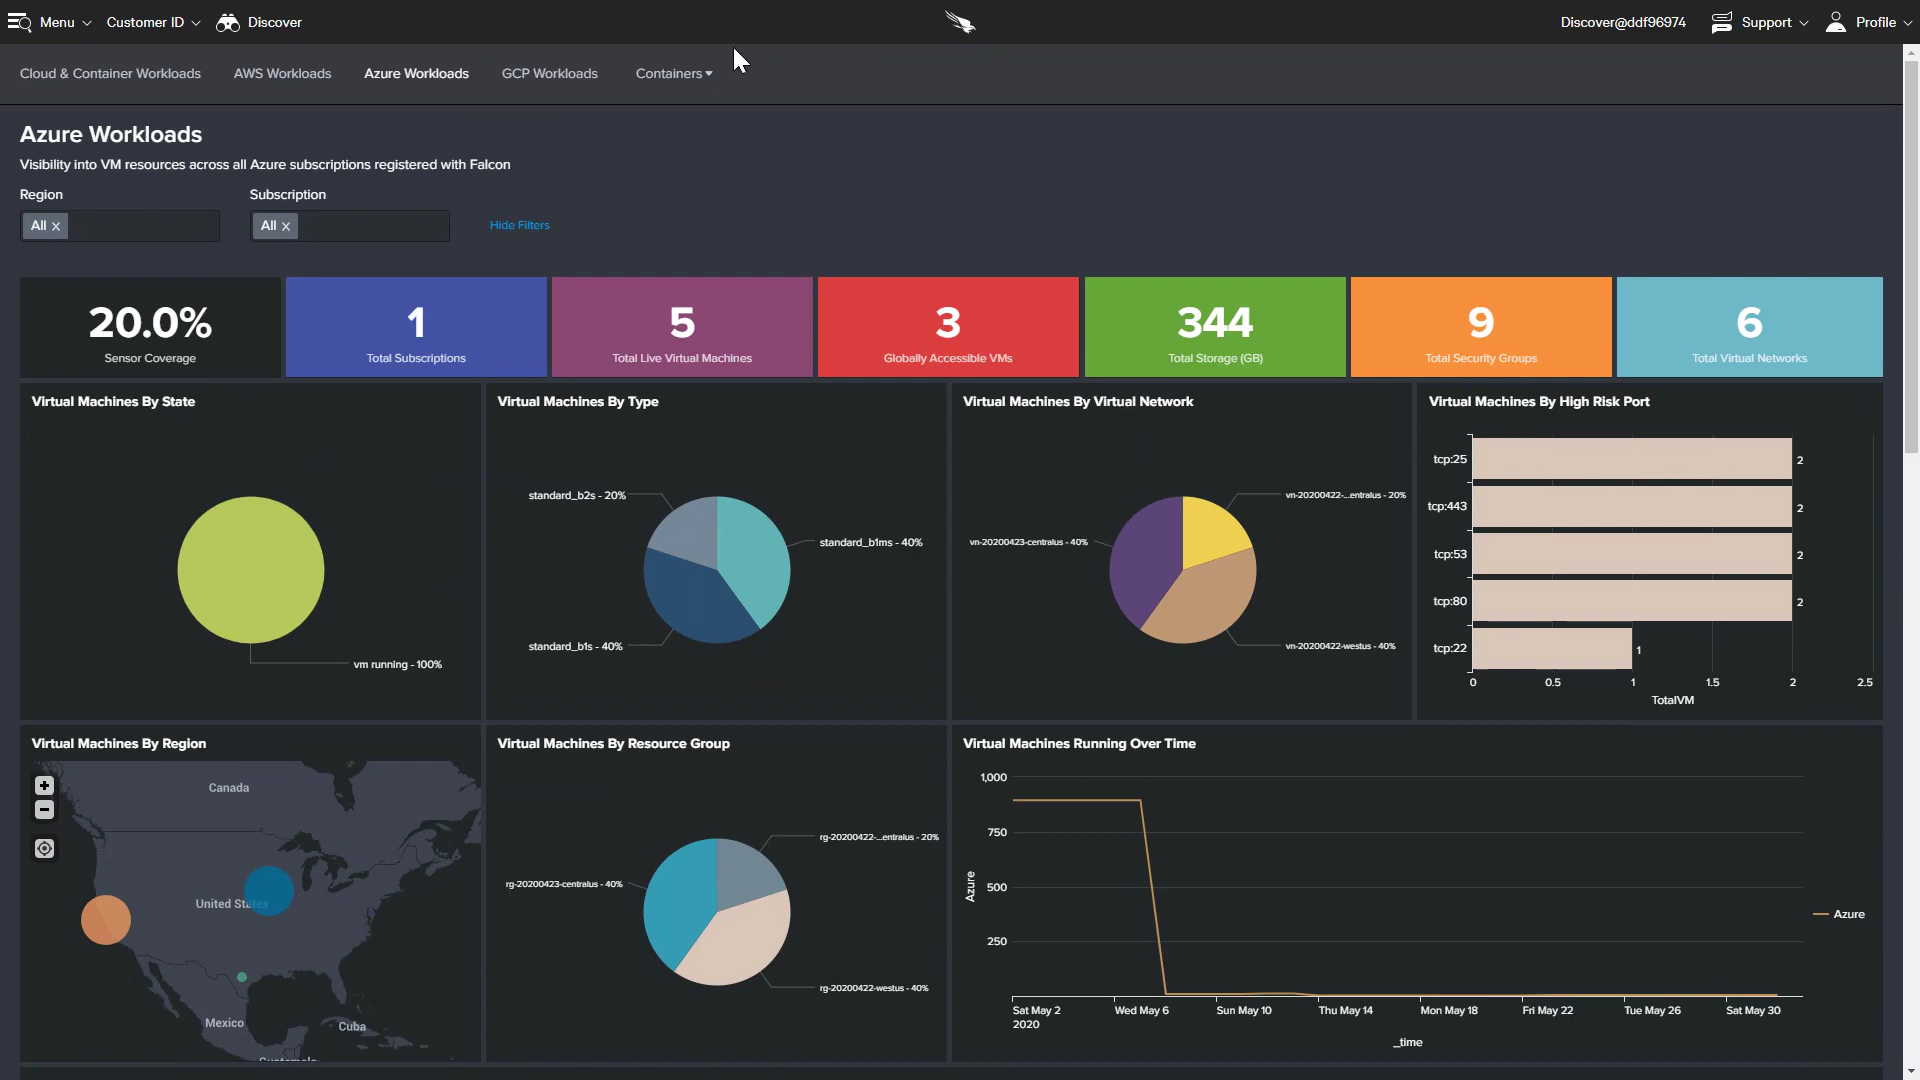 Menu Customer ID Discover Discover@ddf96974 Support Profile
Cloud & Container Workloads AWS Workloads Azure Workloads GCP Workloads Containers
Azure Workloads
Visibility into VM resources across all Azure subscriptions registered with Falcon
Region Subscription
All x All x Hide Filters
20.0% 1 5 3 344 9 6
Sensor Coverage Total Subscriptions Total Live Virtual Machines Globally Accessible VMs Total Storage (GB) Total Security Groups Total Virtual Networks
Virtual Machines By State
vm running - 100%
Virtual Machines By Type
standard_b2s - 20%
standard_b1ms - 40%
standard_b1s - 40%
Virtual Machines By Virtual Network
vn-20200422-...entralus - 20%
vn-20200423-centralus - 40%
vn-20200422-westus - 40%
Virtual Machines By High Risk Port
tcp:25 2
tcp:443 2
tcp:53 2
tcp:80 2
tcp:22 1
0 0.5 1 1.5 2 2.5
TotalVM
Virtual Machines By Region
+
Canada
−
United States
Mexico
Cuba
Guatemala
Virtual Machines By Resource Group
rg-20200422-...entralus - 20%
rg-20200423-centralus - 40%
rg-20200422-westus - 40%
Virtual Machines Running Over Time
1,000
750
500
250
Azure
Azure
Sat May 2 Wed May 6 Sun May 10 Thu May 14 Mon May 18 Fri May 22 Tue May 26 Sat May 30
2020
_time